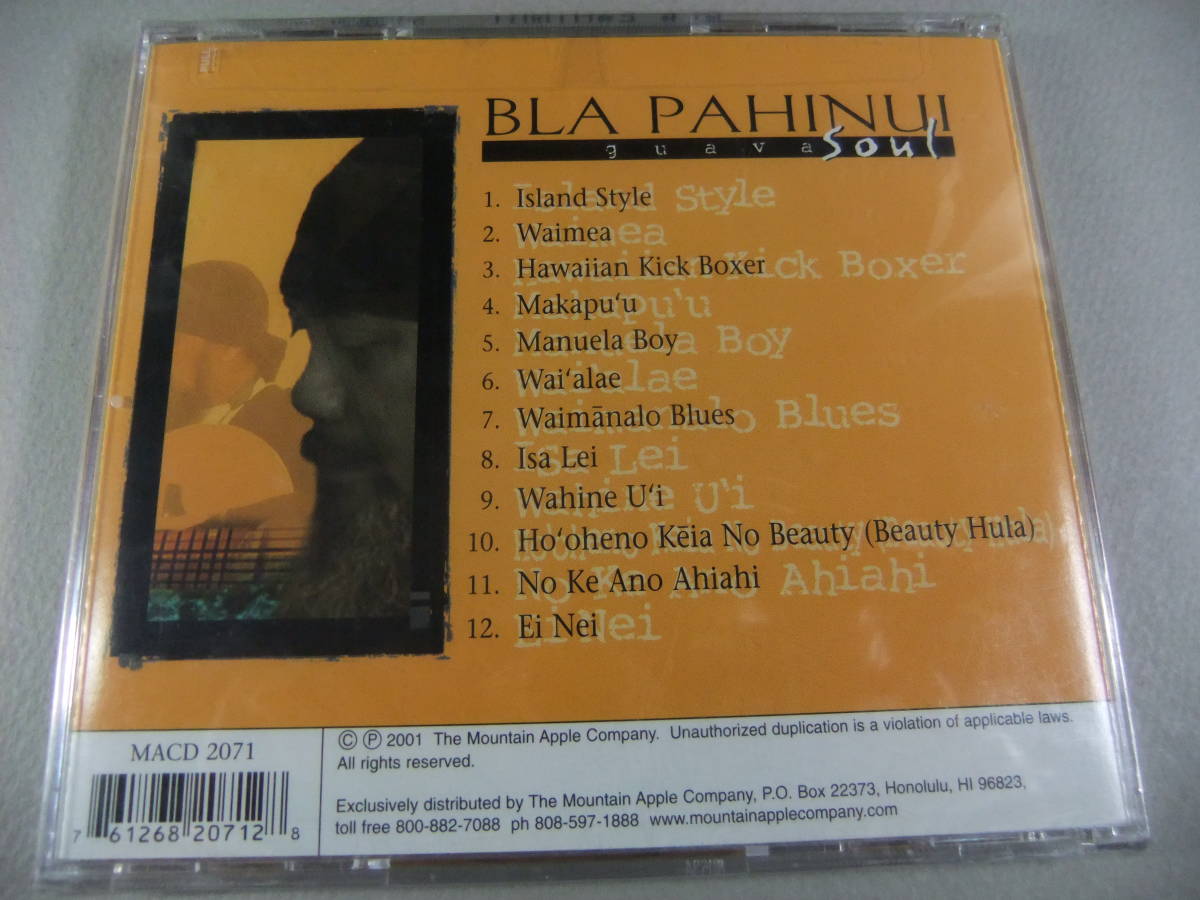 BLA PAHINUI
guava Soul
1. Island Style
2. Waimea
3. Hawaiian Kick Boxer
4. Makapu‘u
5. Manuela Boy
6. Wai‘alae
7. Waimānalo Blues
8. Isa Lei
9. Wahine U‘i
10. Ho‘oheno Kēia No Beauty (Beauty Hula)
11. No Ke Ano Ahiahi
12. Ei Nei
MACD 2071
7 61268 20712 8
© ℗ 2001 The Mountain Apple Company. Unauthorized duplication is a violation of applicable laws.
All rights reserved.
Exclusively distributed by The Mountain Apple Company, P.O. Box 22373, Honolulu, HI 96823,
toll free 800-882-7088 ph 808-597-1888 www.mountainapplecompany.com